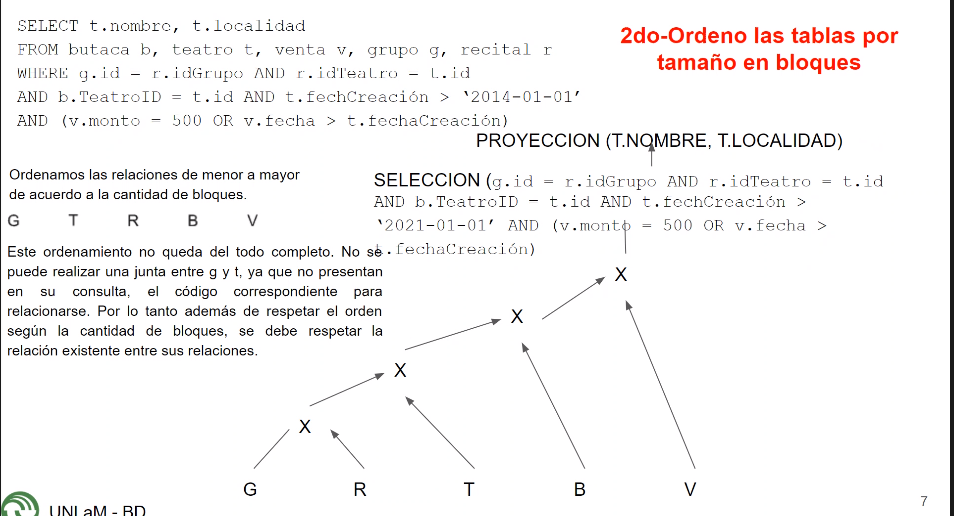 SELECT t.nombre, t.localidad
FROM butaca b, teatro t, venta v, grupo g, recital r
WHERE g.id = r.idGrupo AND r.idTeatro = t.id
AND b.TeatroID = t.id AND t.fechCreación > ‘2014-01-01’
AND (v.monto = 500 OR v.fecha > t.fechaCreación)
2do-Ordeno las tablas por
tamaño en bloques
PROYECCION (T.NOMBRE, T.LOCALIDAD)
Ordenamos las relaciones de menor a mayor
de acuerdo a la cantidad de bloques.
G T R B V
Este ordenamiento no queda del todo completo. No se
puede realizar una junta entre g y t, ya que no presentan
en su consulta, el código correspondiente para
relacionarse. Por lo tanto además de respetar el orden
según la cantidad de bloques, se debe respetar la
relación existente entre sus relaciones.
SELECCION (g.id = r.idGrupo AND r.idTeatro = t.id
AND b.TeatroID = t.id AND t.fechCreación >
‘2021-01-01’ AND (v.monto = 500 OR v.fecha >
t.fechaCreación)
X
X
X
X
G R T B V
UNLaM - BD
7